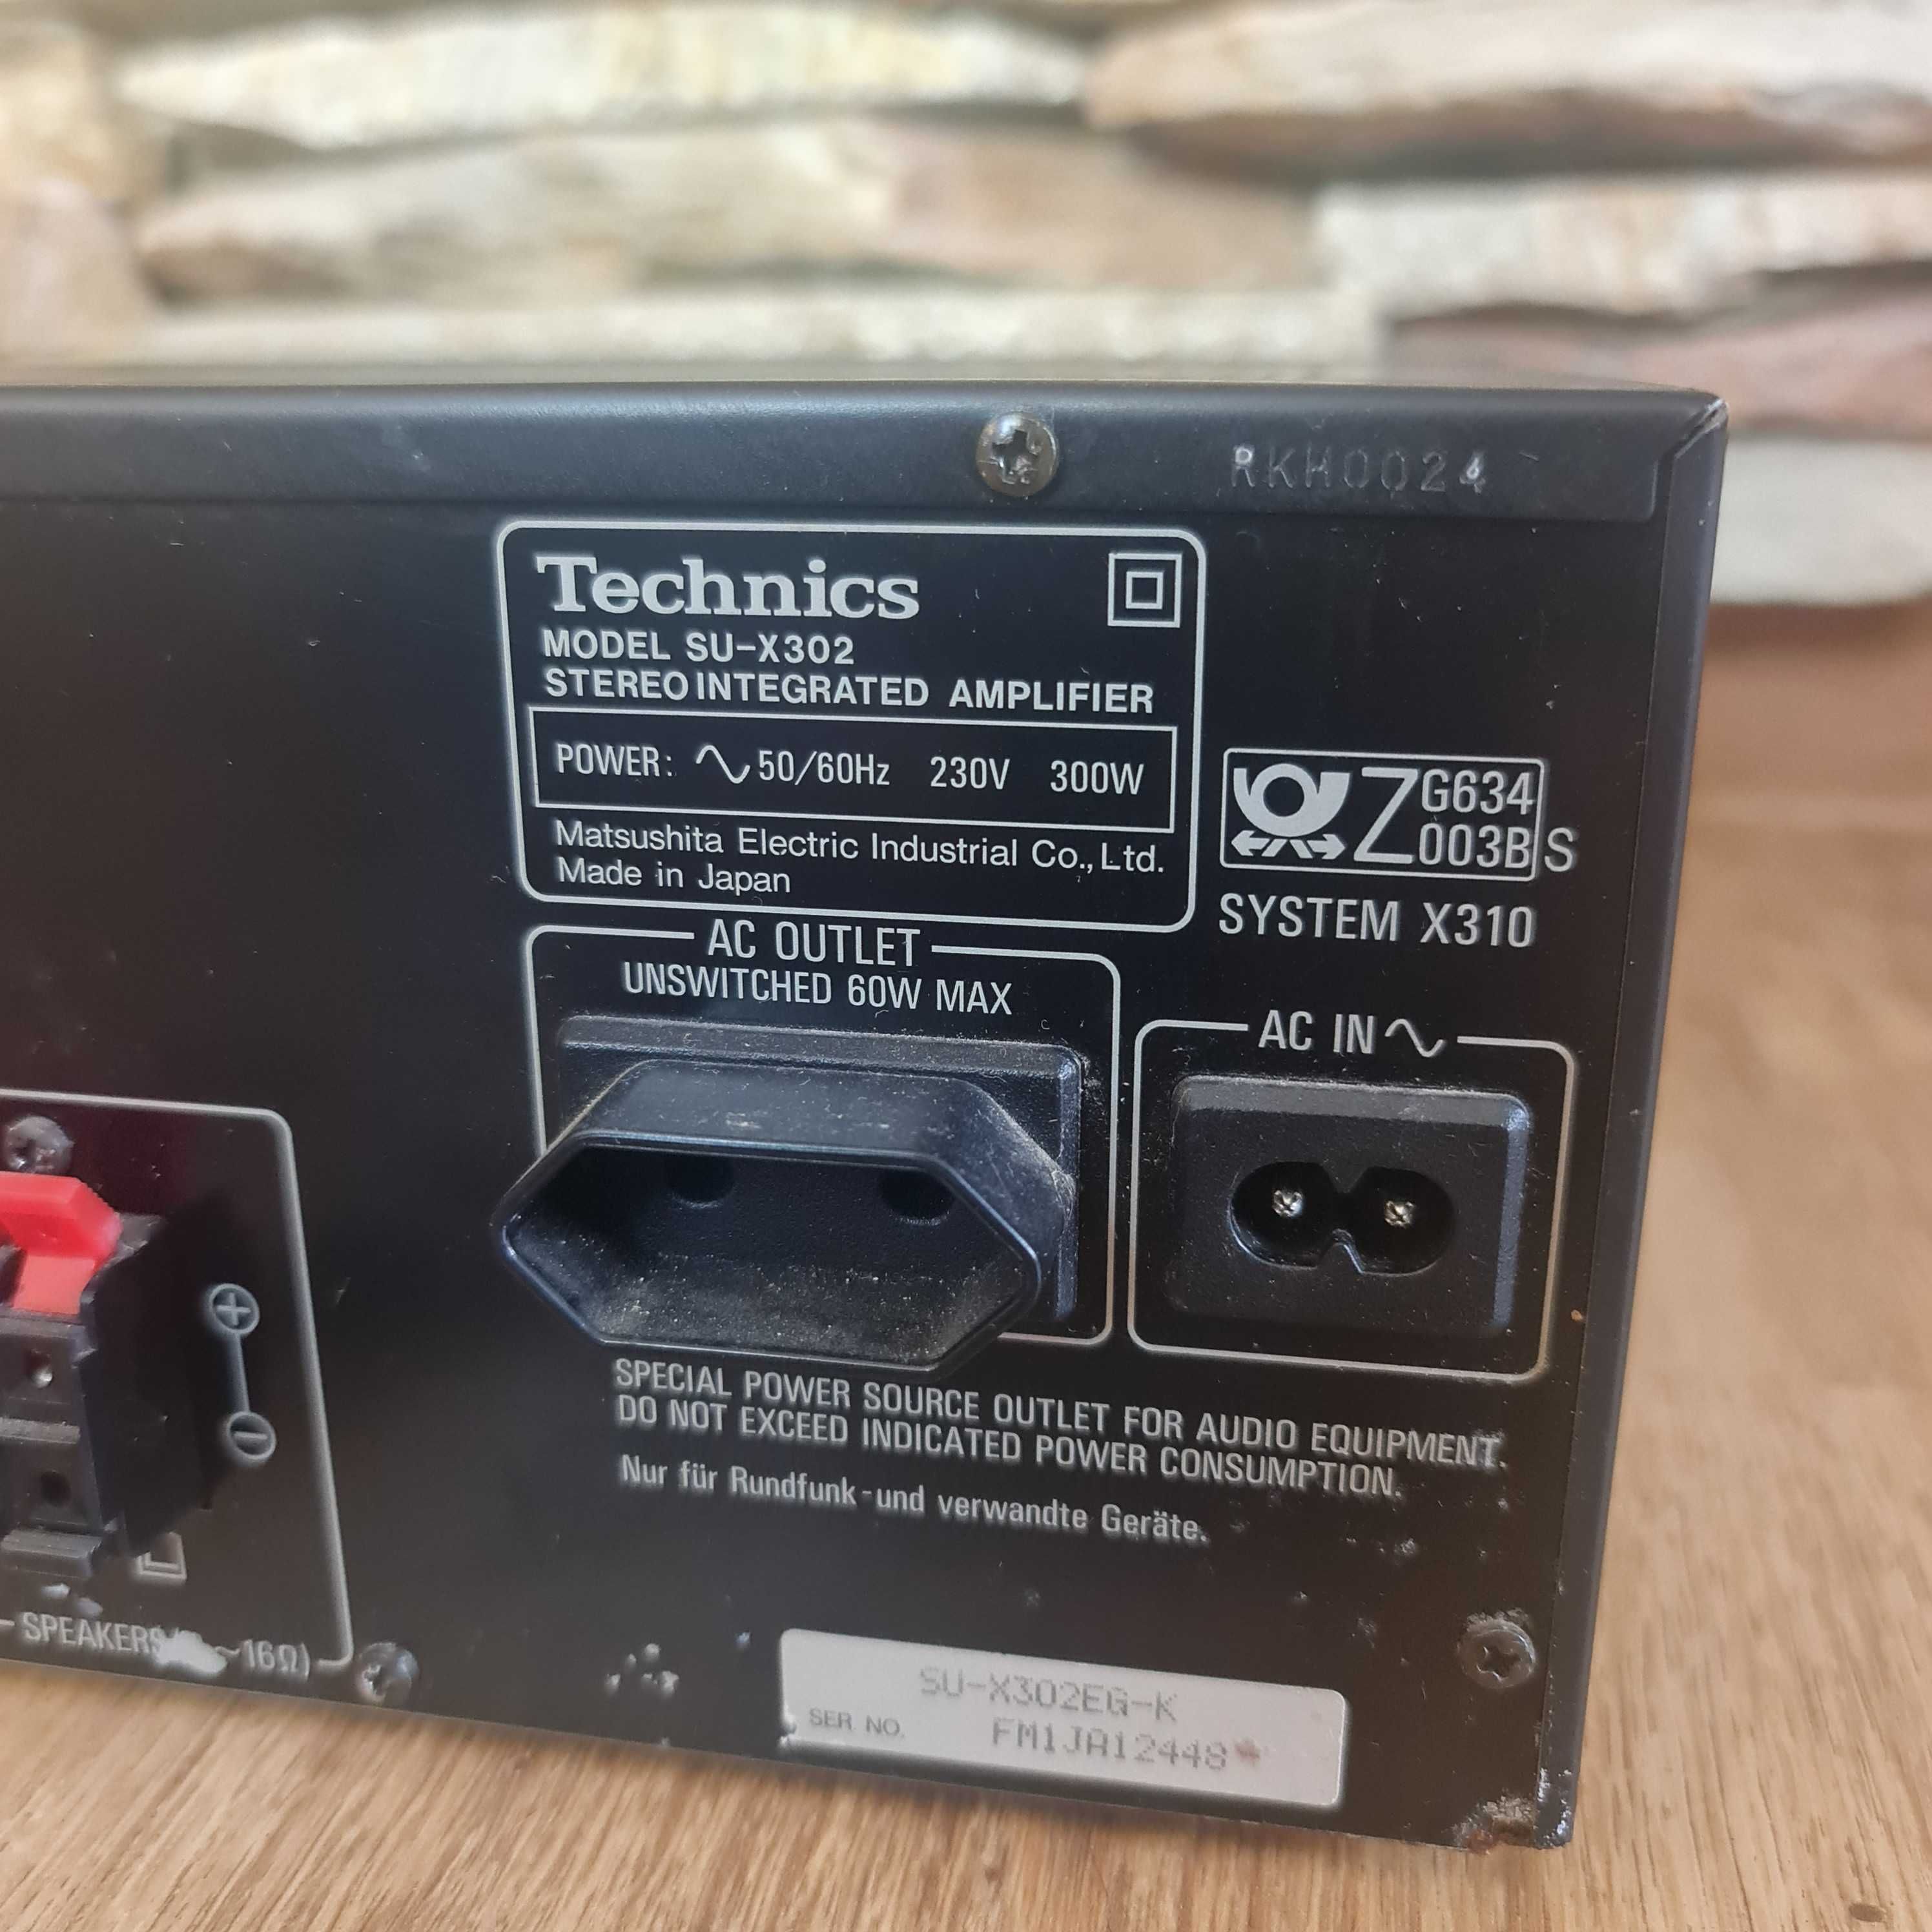 RKH0024
Technics
MODEL SU-X302
STEREO INTEGRATED AMPLIFIER
POWER: ∿ 50/60Hz 230V 300W
Matsushita Electric Industrial Co., Ltd.
Made in Japan
Z G634
003B S
SYSTEM X310
AC OUTLET
UNSWITCHED 60W MAX
AC IN ∿
SPECIAL POWER SOURCE OUTLET FOR AUDIO EQUIPMENT.
DO NOT EXCEED INDICATED POWER CONSUMPTION.
Nur für Rundfunk-und verwandte Geräte.
+
−
L
SPEAKERS ~16Ω)
SU-X302EG-K
SER. NO. FM1JA12448*